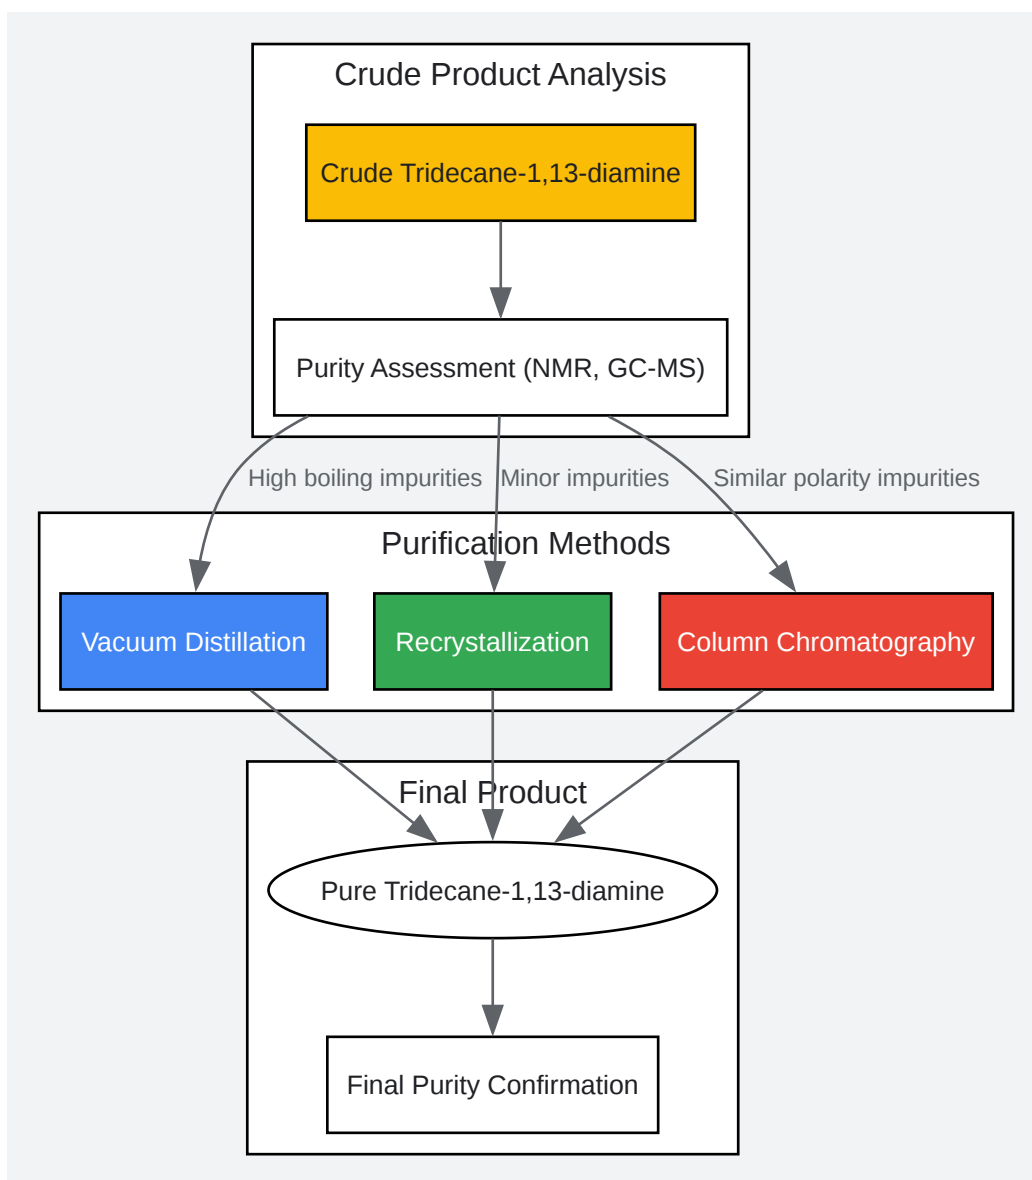 Crude Product Analysis
Crude Tridecane-1,13-diamine
Purity Assessment (NMR, GC-MS)
High boiling impurities
Minor impurities
Similar polarity impurities
Purification Methods
Vacuum Distillation
Recrystallization
Column Chromatography
Final Product
Pure Tridecane-1,13-diamine
Final Purity Confirmation